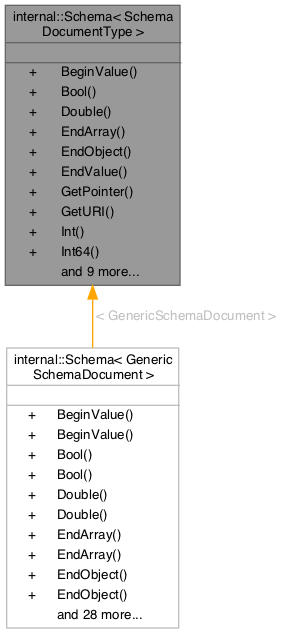 internal::Schema< Schema
DocumentType >
+ BeginValue()
+ Bool()
+ Double()
+ EndArray()
+ EndObject()
+ EndValue()
+ GetPointer()
+ GetURI()
+ Int()
+ Int64()
and 9 more...
< GenericSchemaDocument >
internal::Schema< Generic
SchemaDocument >
+ BeginValue()
+ BeginValue()
+ Bool()
+ Bool()
+ Double()
+ Double()
+ EndArray()
+ EndArray()
+ EndObject()
+ EndObject()
and 28 more...